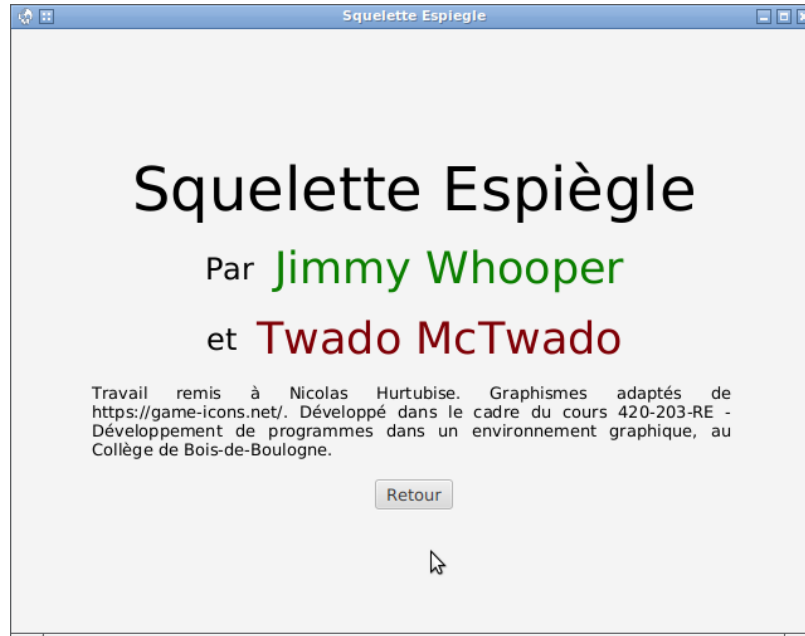 Squelette Espiegle
Squelette Espiègle
Par Jimmy Whooper
et Twado McTwado
Travail remis à Nicolas Hurtubise. Graphismes adaptés de
https://game-icons.net/. Développé dans le cadre du cours 420-203-RE -
Développement de programmes dans un environnement graphique, au
Collège de Bois-de-Boulogne.
Retour